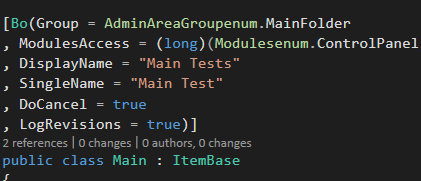 [Bo(Group = AdminAreaGroupenum.MainFolder
, ModulesAccess = (long)(Modulesenum.ControlPanel
, DisplayName = "Main Tests"
, SingleName = "Main Test"
, DoCancel = true
, LogRevisions = true)]
2 references | 0 changes | 0 authors, 0 changes
public class Main : ItemBase
{